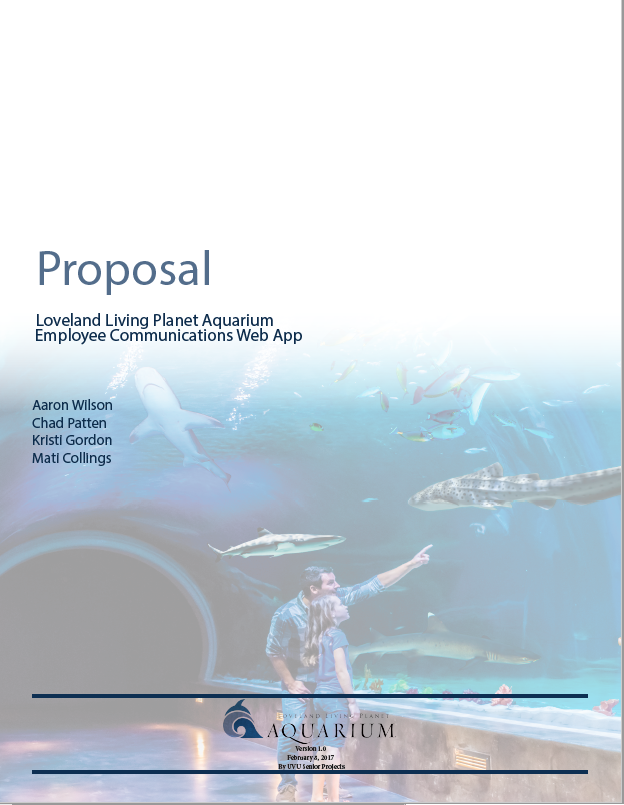 Proposal
Loveland Living Planet Aquarium
Employee Communications Web App
Aaron Wilson
Chad Patten
Kristi Gordon
Mati Collings
Loveland Living Planet
Aquarium
Version 1.0
February 8, 2017
By UVU Senior Projects